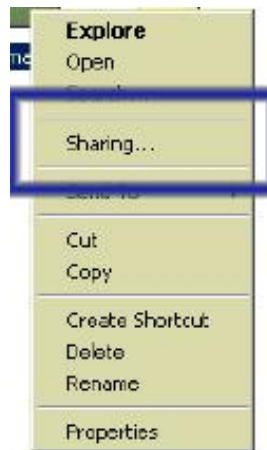 Explore
Open
Sharing...
Cut
Copy
Create Shortcut
Delete
Rename
Properties